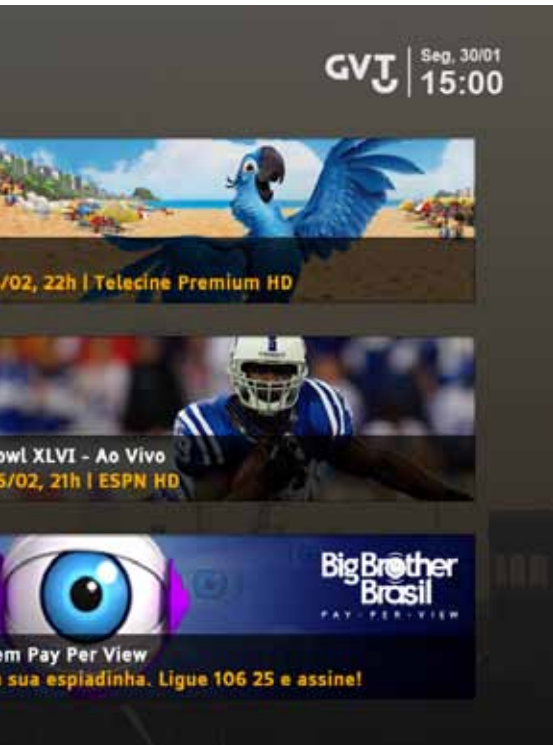 GVT
Seg, 30/01
15:00
/02, 22h | Telecine Premium HD
owl XLVI - Ao Vivo
5/02, 21h | ESPN HD
Big Brother
Brasil
PAY-PER-VIEW
em Pay Per View
sua espiadinha. Ligue 106 25 e assine!